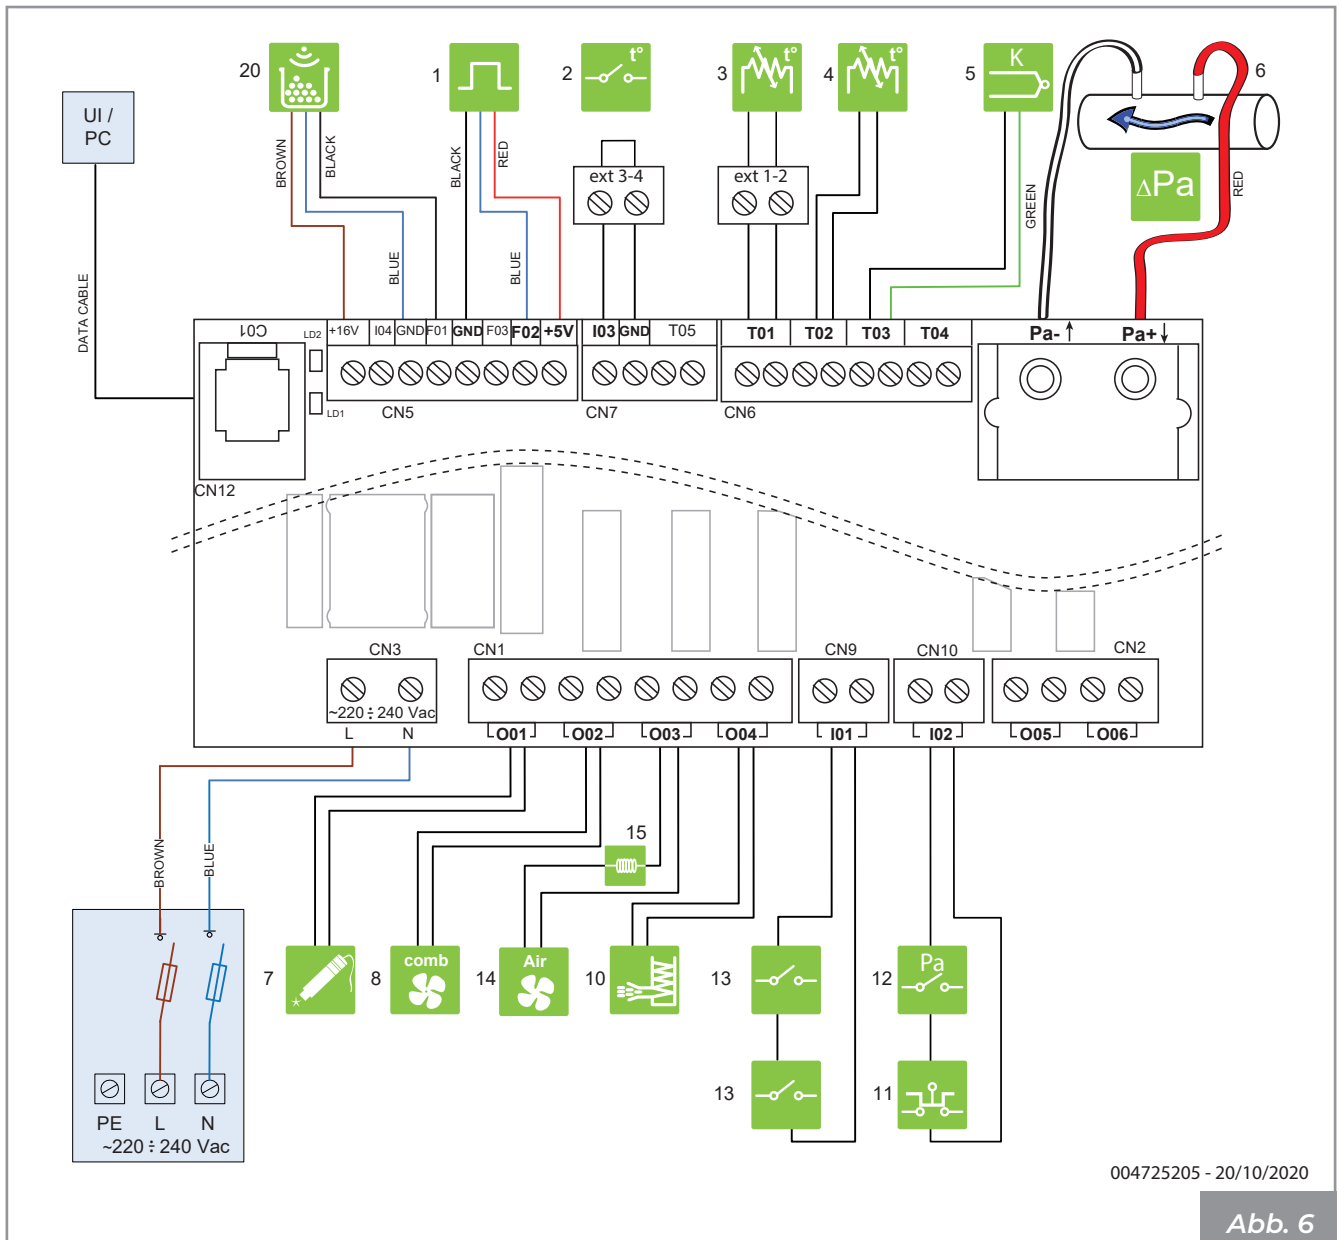 20
1
2
t°
3
t°
4
t°
5
K
6
UI /
PC
BROWN
BLACK
BLACK
RED
ext 3-4
ext 1-2
GREEN
ΔPa
RED
DATA CABLE
BLUE
BLUE
C01
LD2
+16V
I04
GND
F01
GND
F03
F02
+5V
I03
GND
T05
T01
T02
T03
T04
Pa- ↑
Pa+ ↓
LD1
CN5
CN7
CN6
CN12
CN3
CN1
CN9
CN10
CN2
~220 ÷ 240 Vac
L
N
O01
O02
O03
O04
I01
I02
O05
O06
BROWN
BLUE
15
7
8
comb
14
Air
10
13
12
Pa
13
11
PE
L
N
~220 ÷ 240 Vac
004725205 - 20/10/2020
Abb. 6